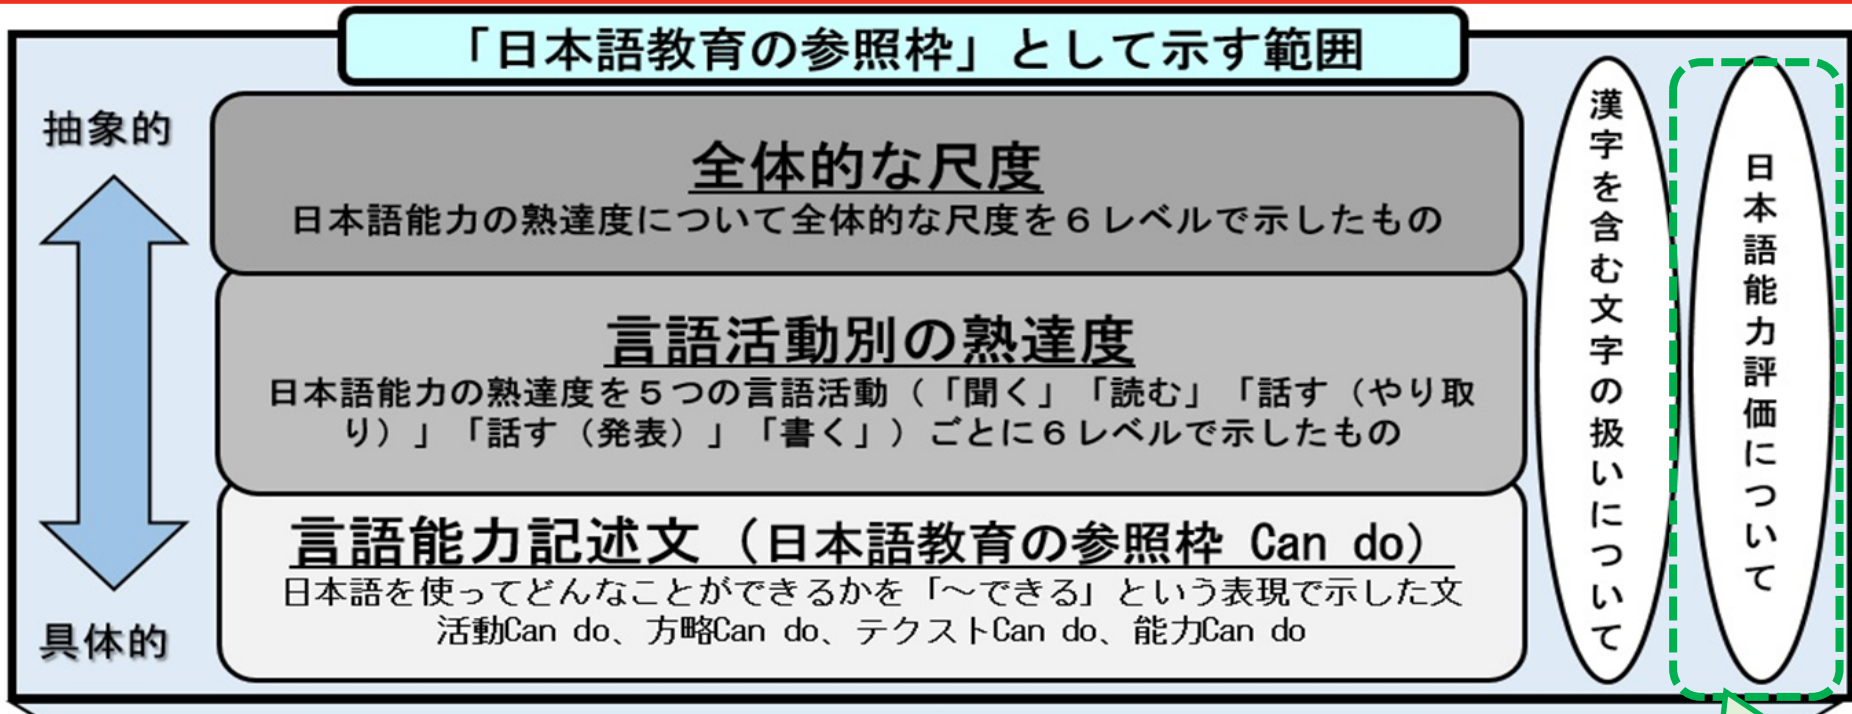 「日本語教育の参照枠」として示す範囲
抽象的
具体的
全体的な尺度
日本語能力の熟達度について全体的な尺度を６レベルで示したもの
言語活動別の熟達度
日本語能力の熟達度を５つの言語活動（「聞く」「読む」「話す（やり取
り）」「話す（発表）」「書く」）ごとに６レベルで示したもの
言語能力記述文（日本語教育の参照枠 Can do）
日本語を使ってどんなことができるかを「～できる」という表現で示した文
活動Can do、方略Can do、テクストCan do、能力Can do
漢字を含む文字の扱いについて
日本語能力評価について